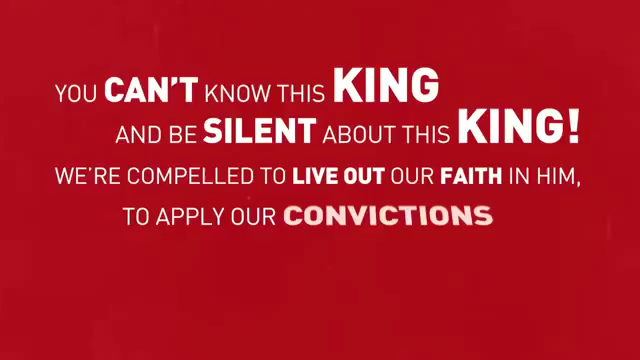 YOU CAN'T KNOW THIS KING
AND BE SILENT ABOUT THIS KING!
WE'RE COMPELLED TO LIVE OUT OUR FAITH IN HIM,
TO APPLY OUR CONVICTIONS